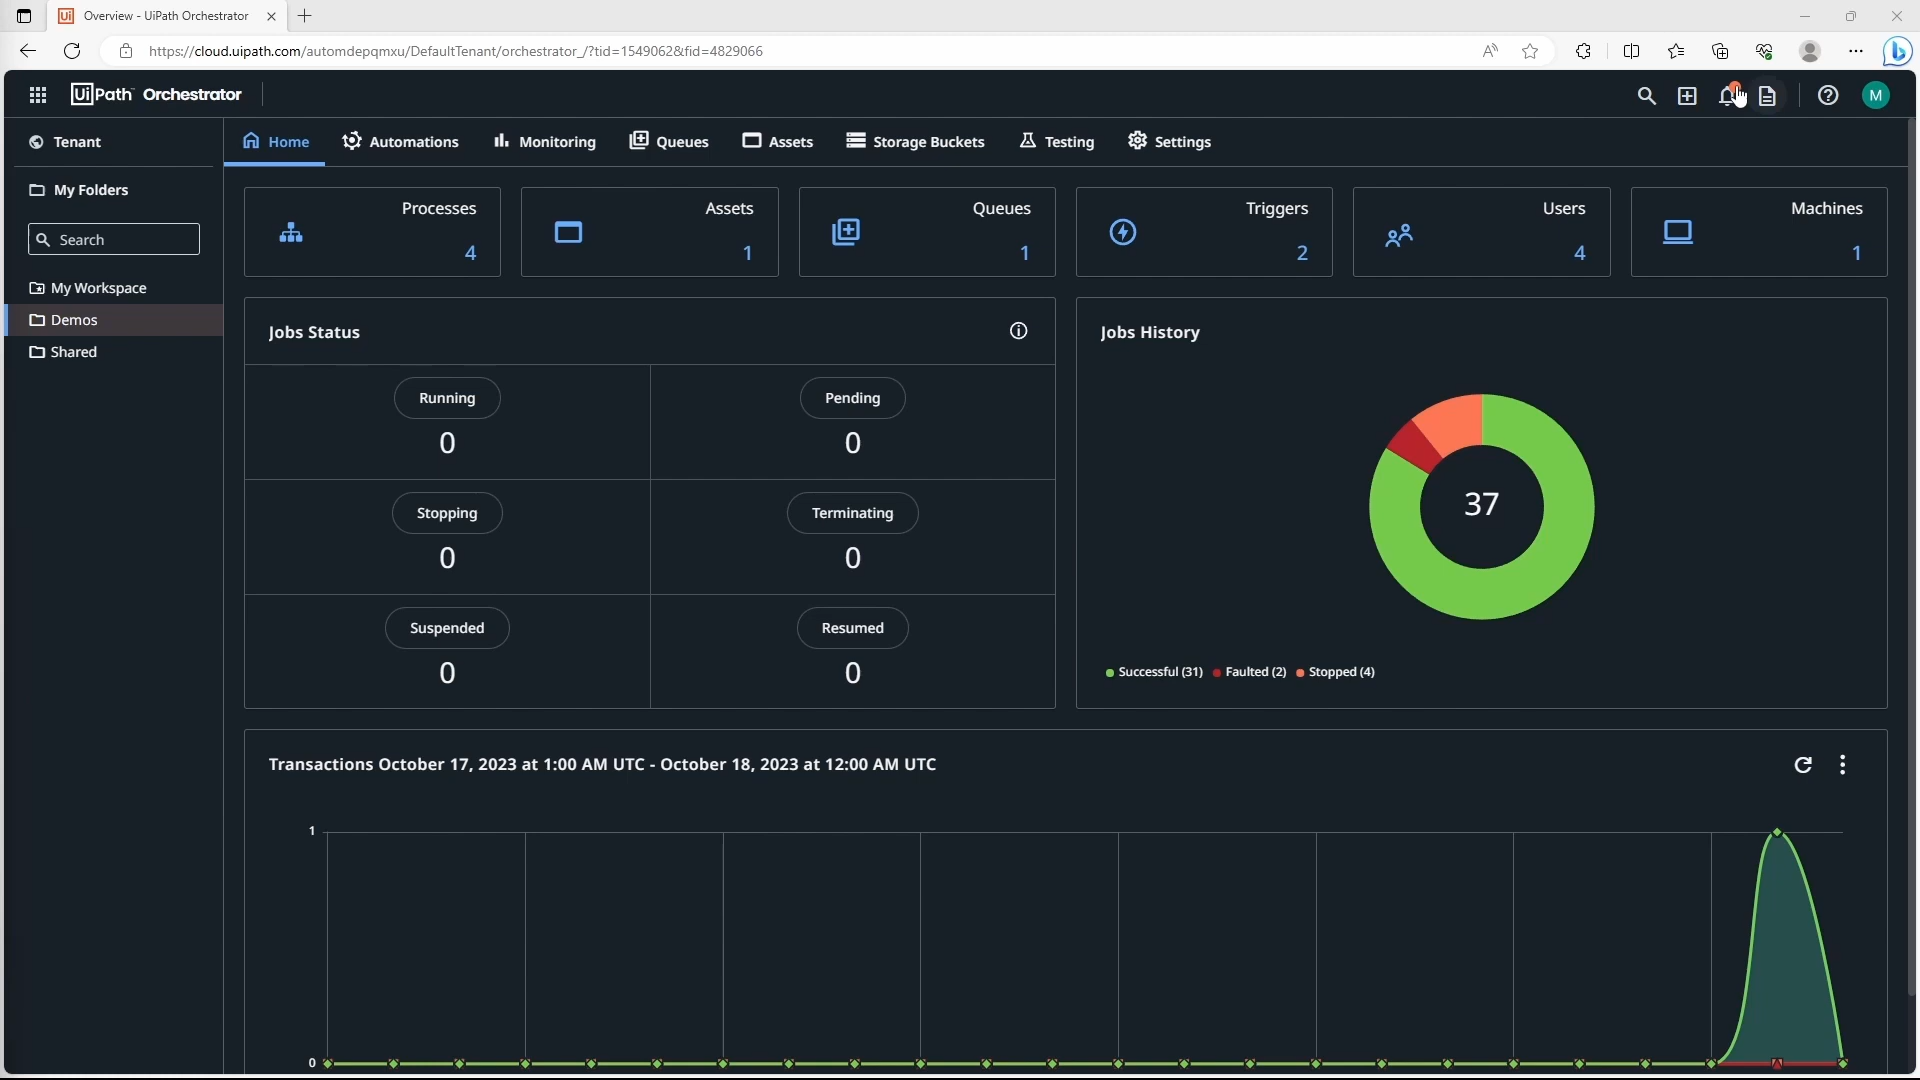 Overview - UiPath Orchestrator
https://cloud.uipath.com/automdepqmxu/DefaultTenant/orchestrator_/?tid=1549062&fid=4829066
UiPath Orchestrator
M
Tenant
Home
Automations
Monitoring
Queues
Assets
Storage Buckets
Testing
Settings
My Folders
Search
My Workspace
Demos
Shared
Processes
4
Assets
1
Queues
1
Triggers
2
Users
4
Machines
1
Jobs Status
Running
0
Pending
0
Stopping
0
Terminating
0
Suspended
0
Resumed
0
Jobs History
37
Successful (31) Faulted (2) Stopped (4)
Transactions October 17, 2023 at 1:00 AM UTC - October 18, 2023 at 12:00 AM UTC
1
0